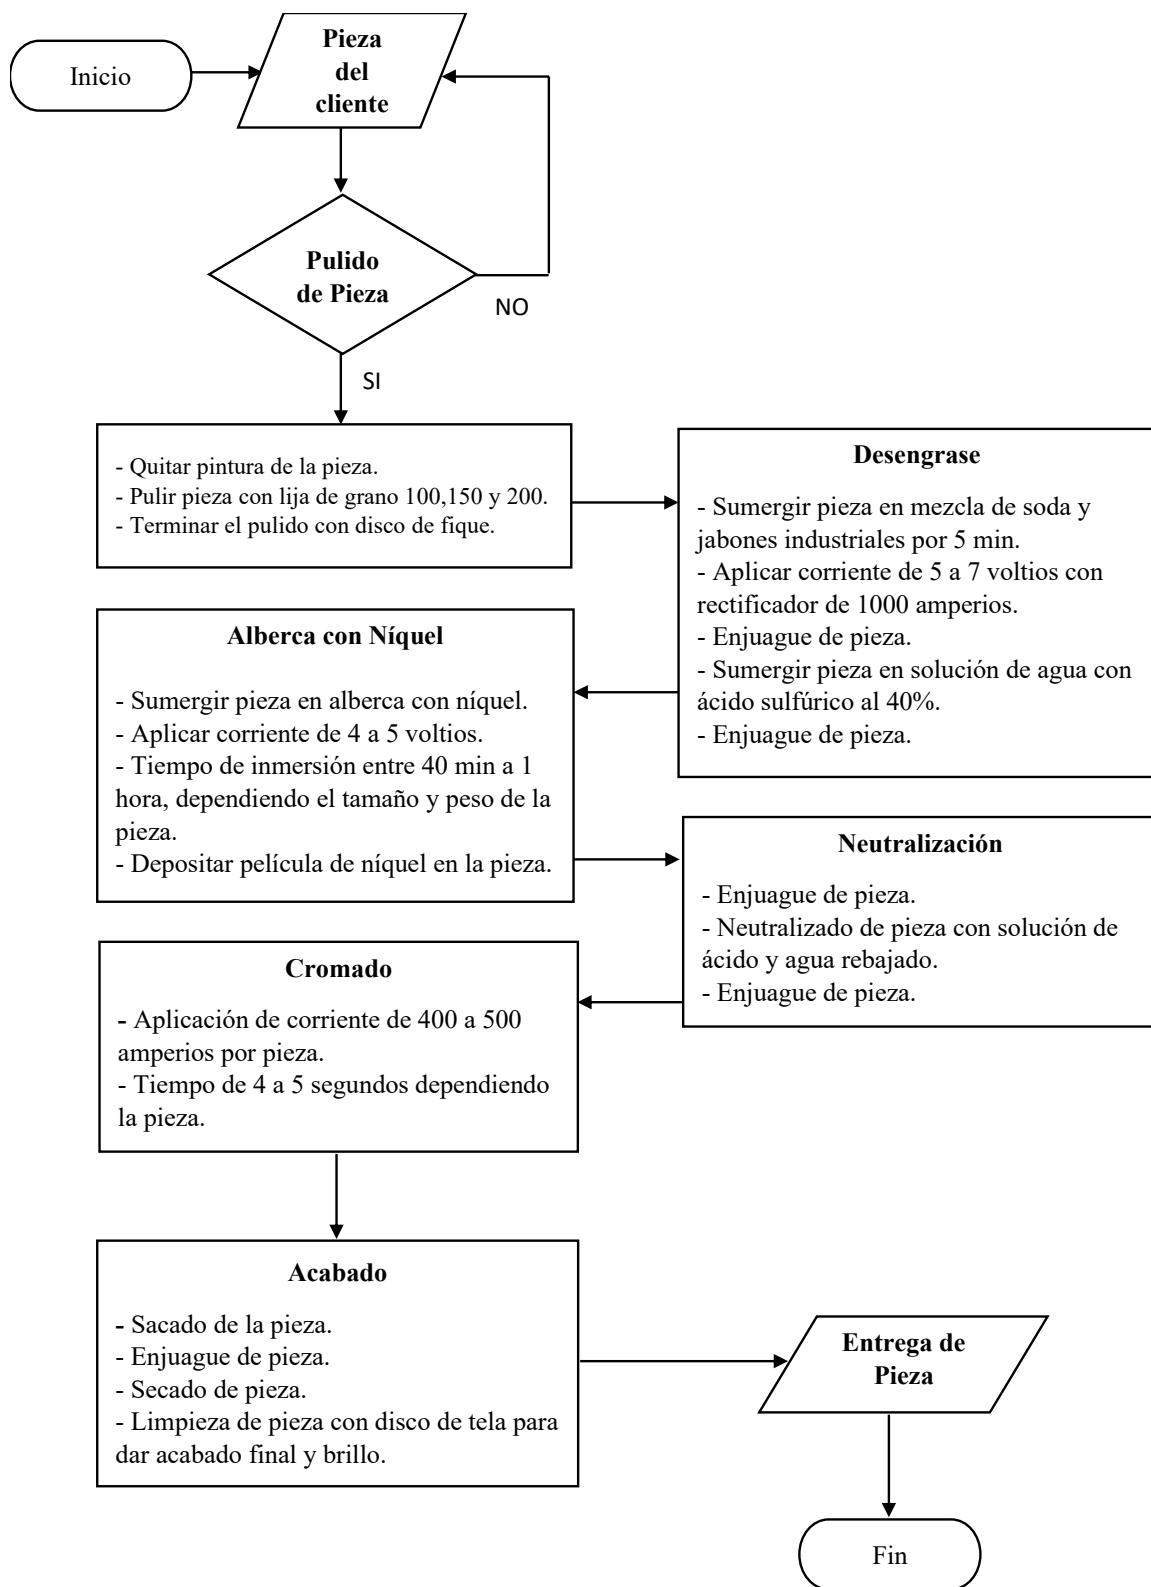 Inicio
Pieza
del
cliente
Pulido
de Pieza
NO
SI
- Quitar pintura de la pieza.
- Pulir pieza con lija de grano 100,150 y 200.
- Terminar el pulido con disco de fique.
Desengrase
- Sumergir pieza en mezcla de soda y
jabones industriales por 5 min.
- Aplicar corriente de 5 a 7 voltios con
rectificador de 1000 amperios.
- Enjuague de pieza.
- Sumergir pieza en solución de agua con
ácido sulfúrico al 40%.
- Enjuague de pieza.
Alberca con Níquel
- Sumergir pieza en alberca con níquel.
- Aplicar corriente de 4 a 5 voltios.
- Tiempo de inmersión entre 40 min a 1
hora, dependiendo el tamaño y peso de la
pieza.
- Depositar película de níquel en la pieza.
Neutralización
- Enjuague de pieza.
- Neutralizado de pieza con solución de
ácido y agua rebajado.
- Enjuague de pieza.
Cromado
- Aplicación de corriente de 400 a 500
amperios por pieza.
- Tiempo de 4 a 5 segundos dependiendo
la pieza.
Acabado
- Sacado de la pieza.
- Enjuague de pieza.
- Secado de pieza.
- Limpieza de pieza con disco de tela para
dar acabado final y brillo.
Entrega de
Pieza
Fin